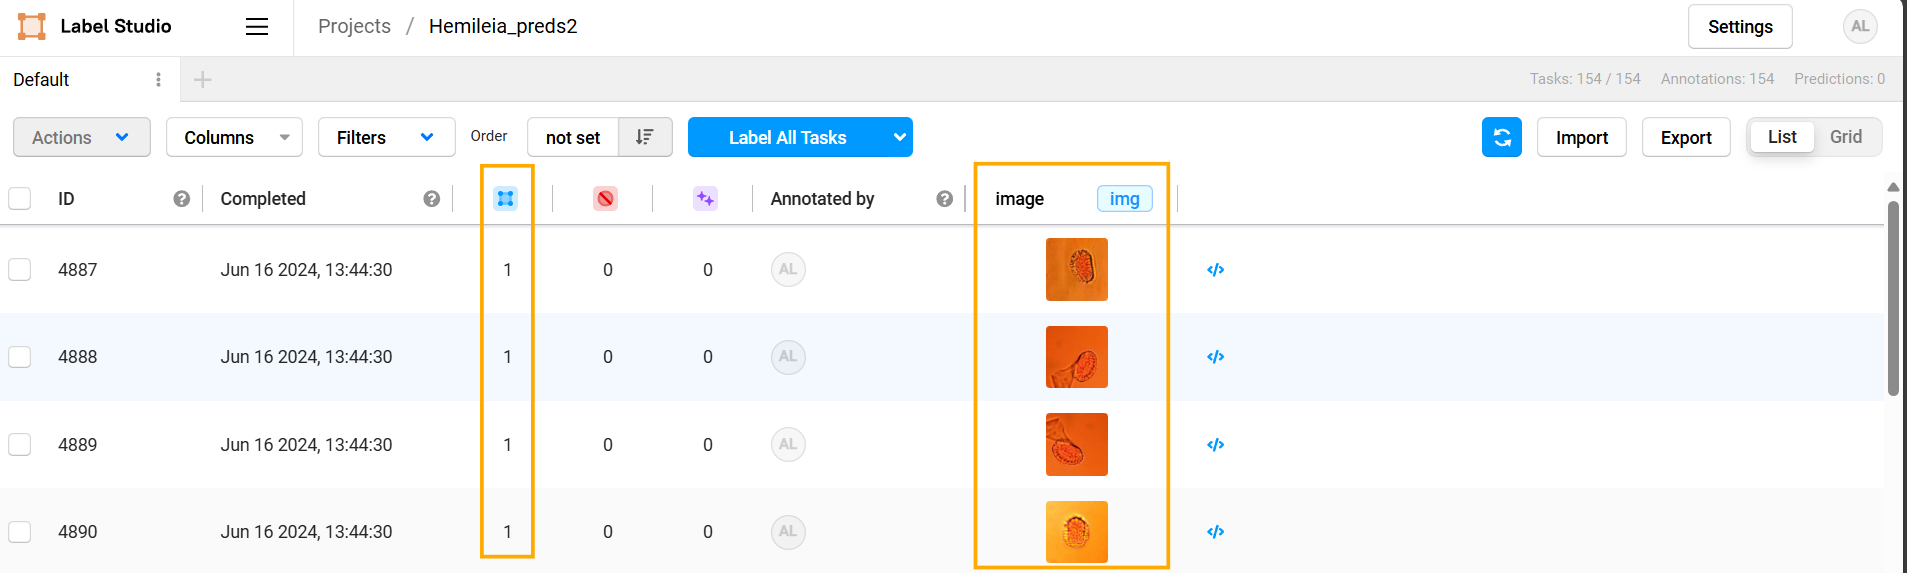 Label Studio Projects / Hemileia_preds2 Settings AL
Default Tasks: 154 / 154 Annotations: 154 Predictions: 0
Actions Columns Filters Order not set Label All Tasks Import Export List Grid
ID Completed Annotated by image img
4887 Jun 16 2024, 13:44:30 1 0 0 AL </>
4888 Jun 16 2024, 13:44:30 1 0 0 AL </>
4889 Jun 16 2024, 13:44:30 1 0 0 AL </>
4890 Jun 16 2024, 13:44:30 1 0 0 AL </>